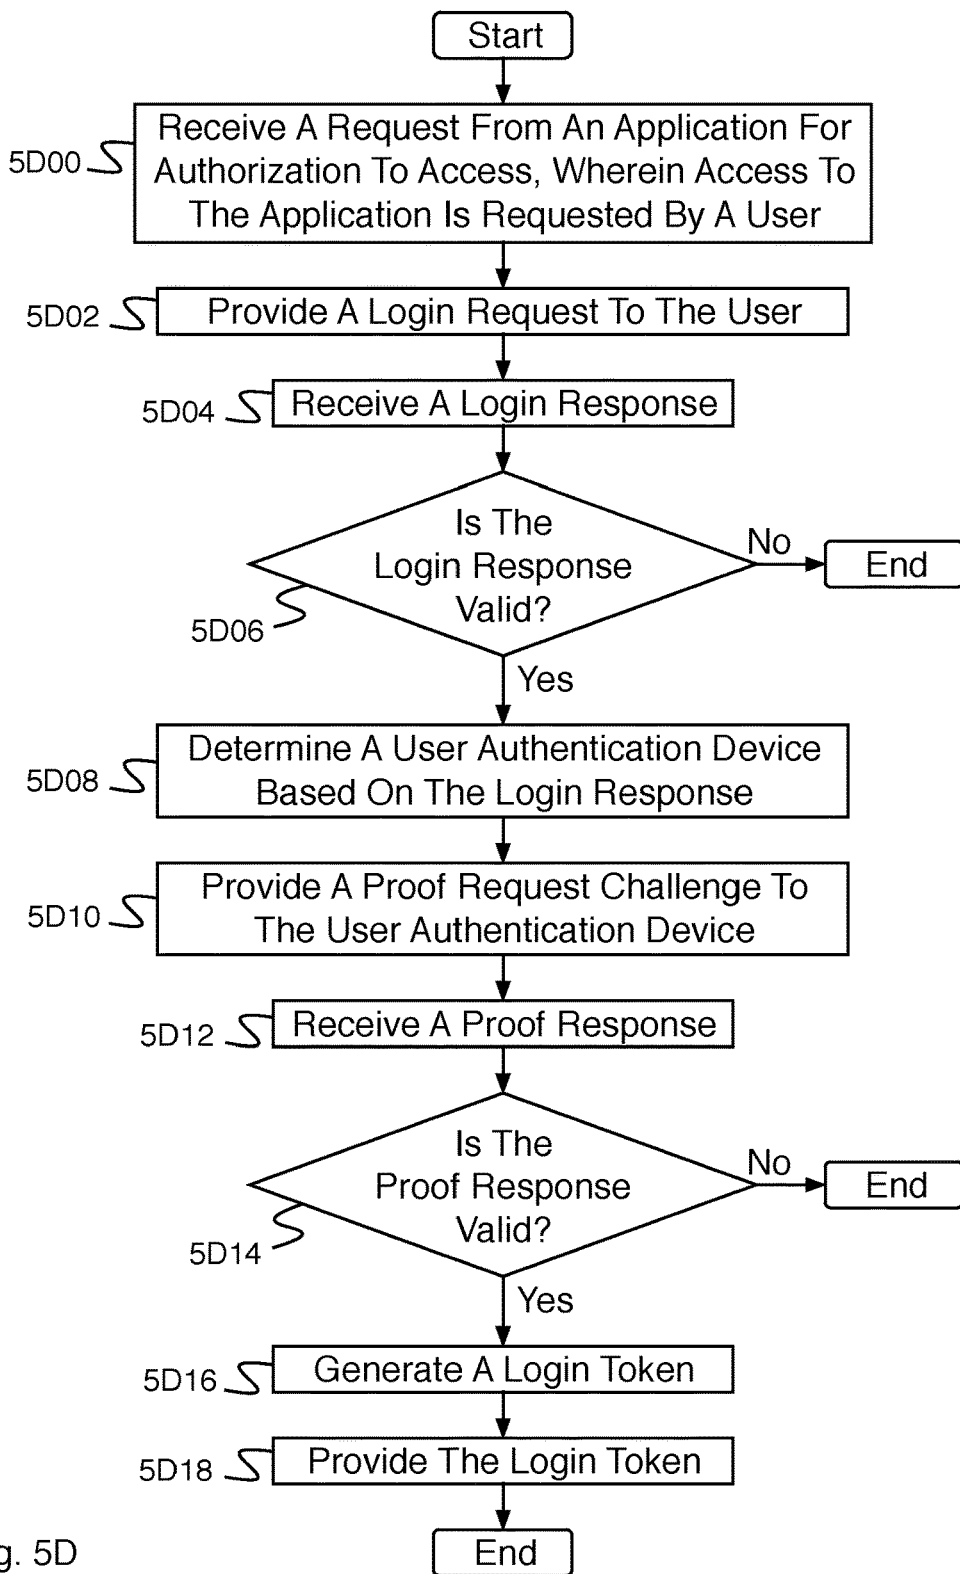 Start
5D00
Receive A Request From An Application For
Authorization To Access, Wherein Access To
The Application Is Requested By A User
5D02
Provide A Login Request To The User
5D04
Receive A Login Response
Is The
Login Response
Valid?
No
End
5D06
Yes
5D08
Determine A User Authentication Device
Based On The Login Response
5D10
Provide A Proof Request Challenge To
The User Authentication Device
5D12
Receive A Proof Response
Is The
Proof Response
Valid?
No
End
5D14
Yes
5D16
Generate A Login Token
5D18
Provide The Login Token
End
g. 5D